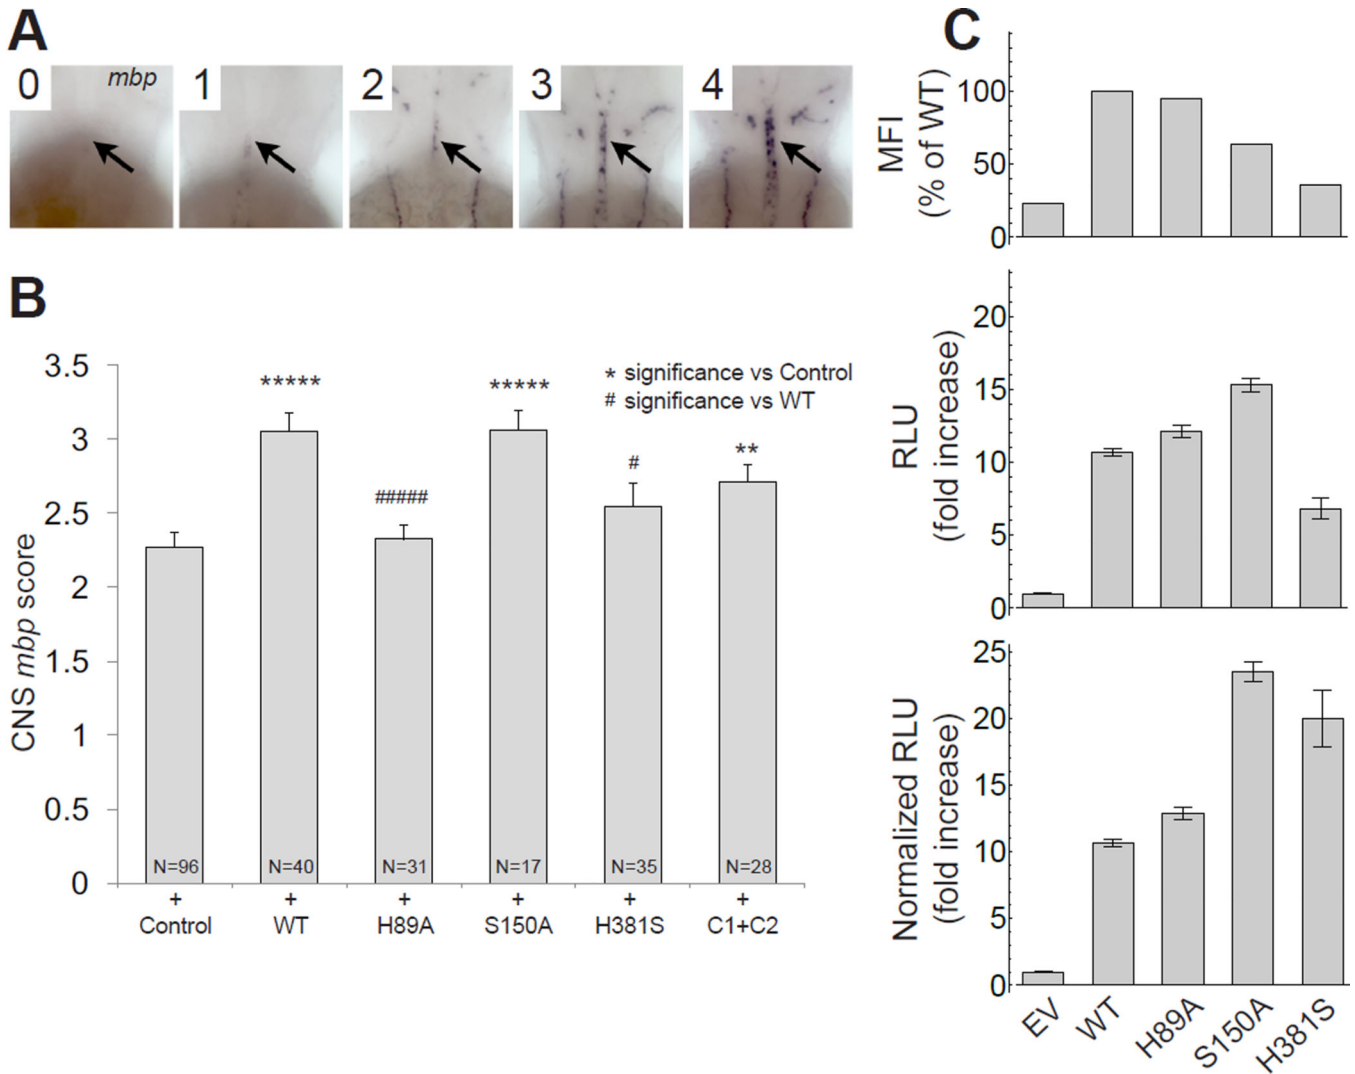 A
0 mbp 1 2 3 4
B
3.5
3
2.5
2
1.5
1
0.5
0
CNS mbp score
***** ##### ***** # **
* significance vs Control
# significance vs WT
N=96 N=40 N=31 N=17 N=35 N=28
+ + + + + +
Control WT H89A S150A H381S C1+C2
C
MFI
(% of WT)
100
50
0
RLU
(fold increase)
20
15
10
5
0
Normalized RLU
(fold increase)
25
20
15
10
5
0
EV WT H89A S150A H381S